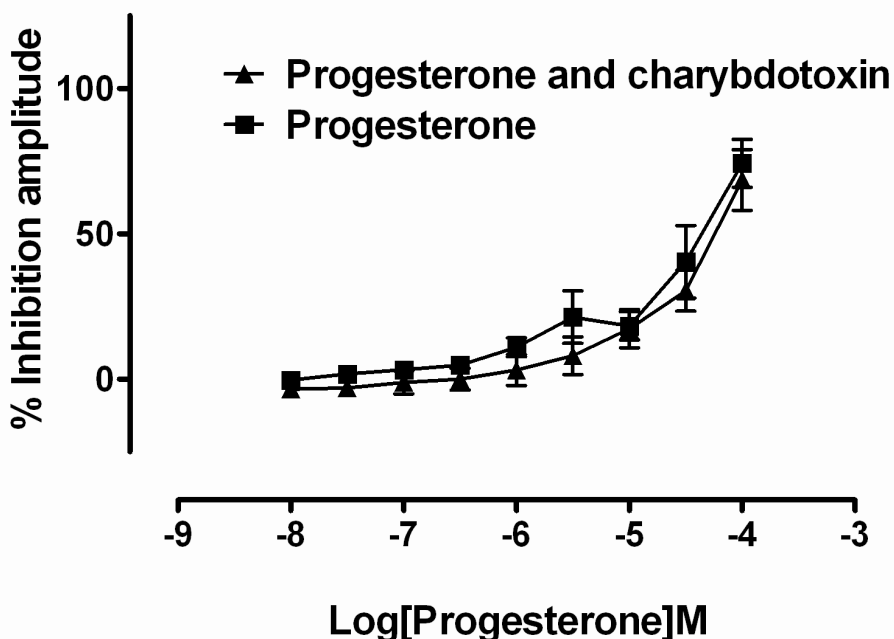 % Inhibition amplitude
100
50
0
Progesterone and charybdotoxin
Progesterone
-9 -8 -7 -6 -5 -4 -3
Log[Progesterone]M